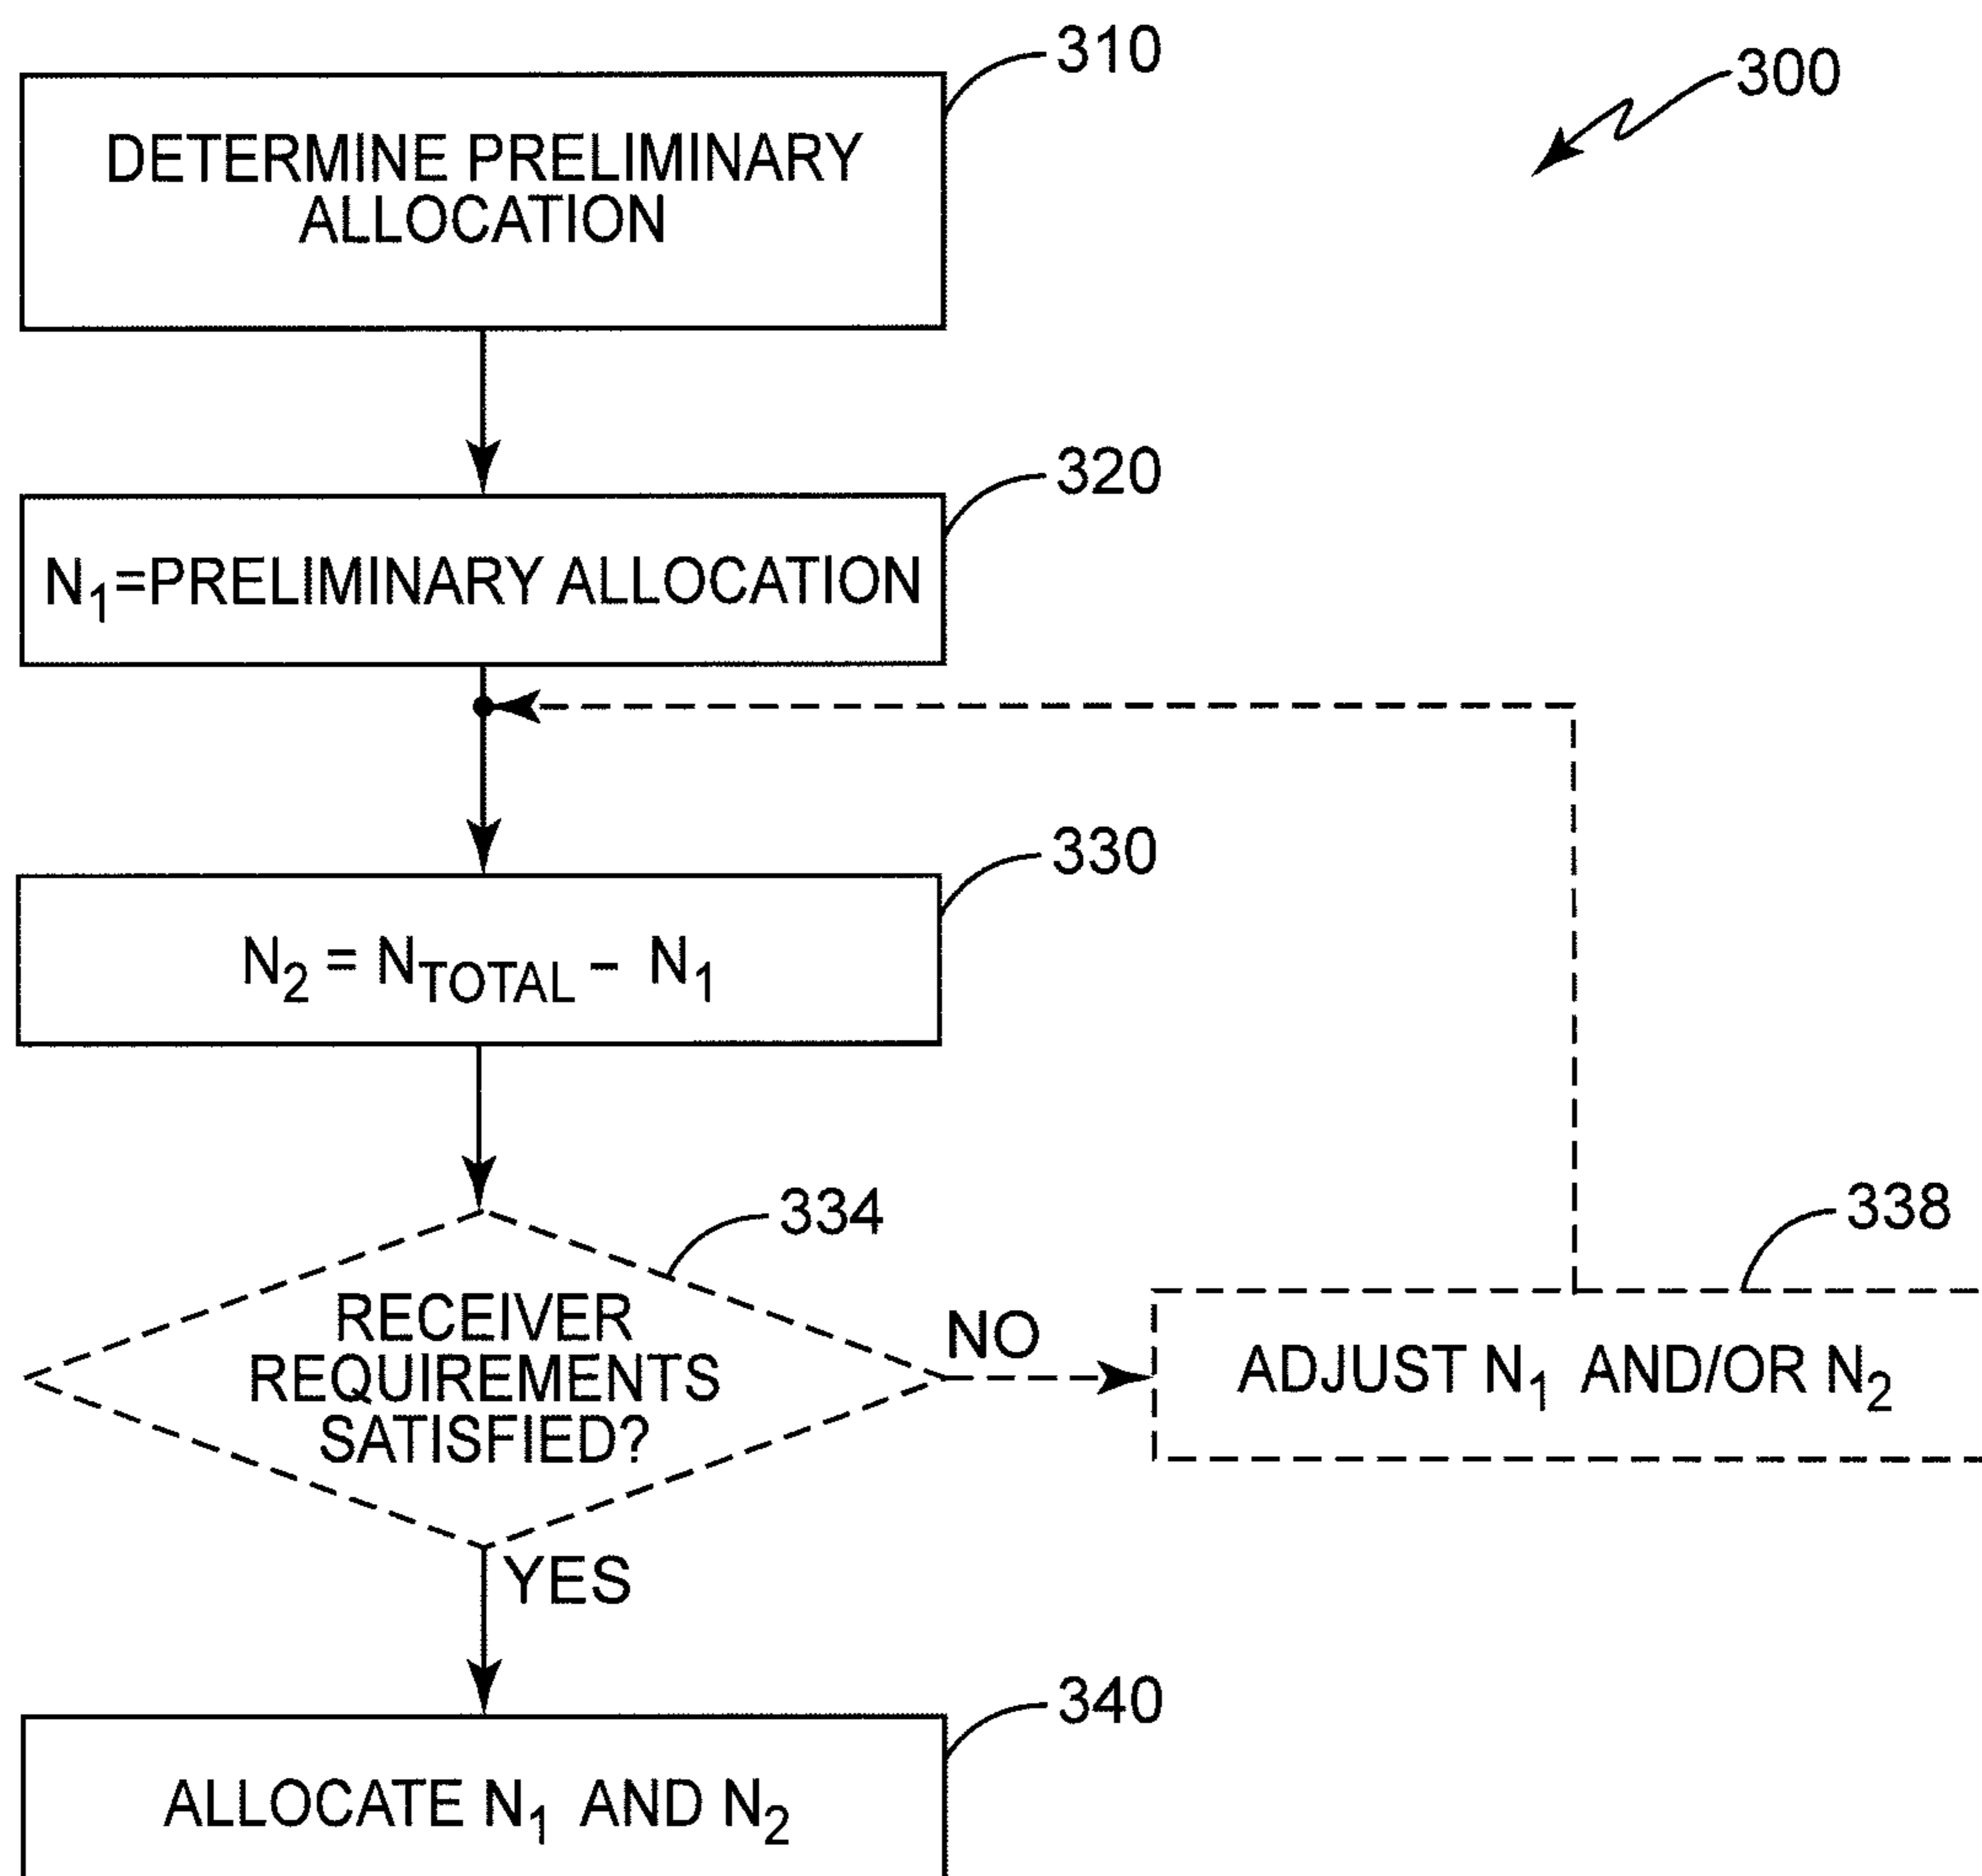 310
300
DETERMINE PRELIMINARY
ALLOCATION
320
N₁=PRELIMINARY ALLOCATION
330
N₂ = N_TOTAL – N₁
334
338
RECEIVER
REQUIREMENTS
SATISFIED?
NO
ADJUST N₁ AND/OR N₂
YES
340
ALLOCATE N₁ AND N₂